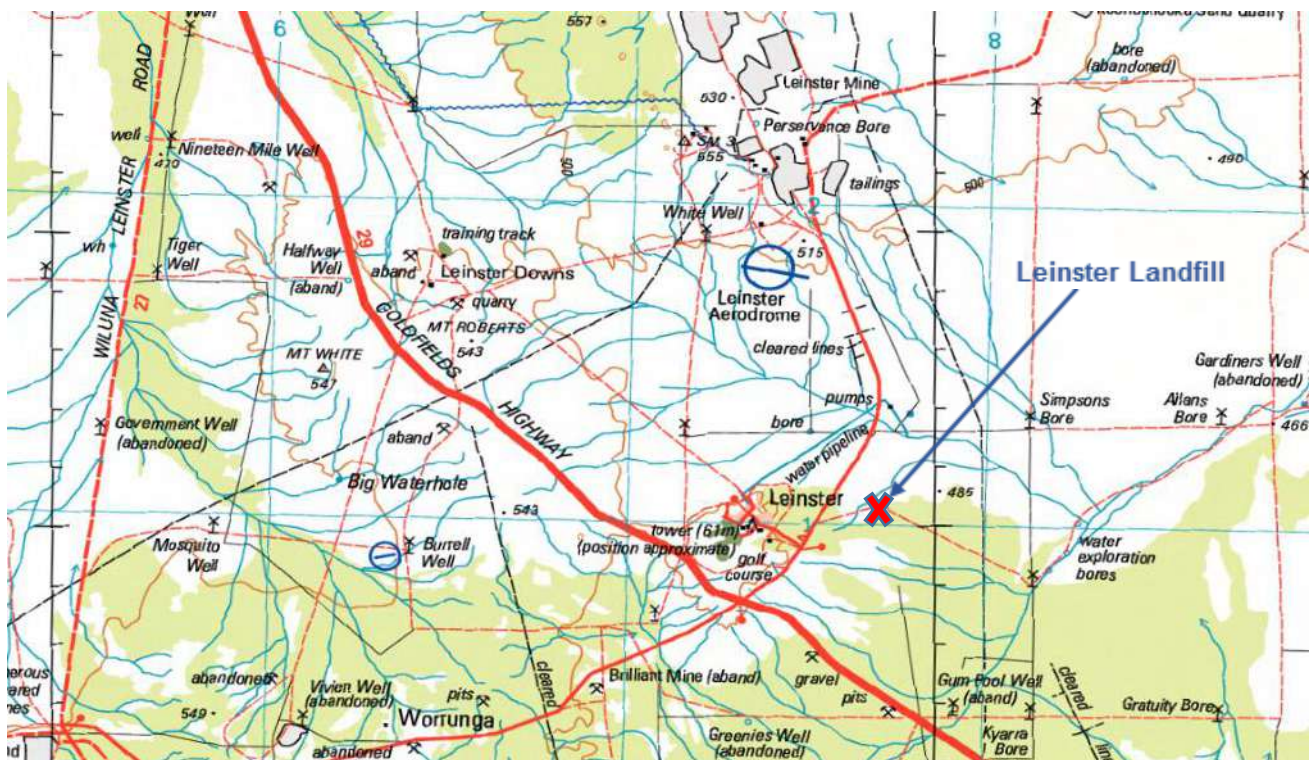 Well
6
557
8
bore
(abandoned)
ROAD
Leinster Mine
530
well
Nineteen Mile Well
410
Perservance Bore
SM 3
555
490
500
tailings
500
LEINSTER
White Well
2
wh
Tiger
Well
Halfway
Well
(aband)
29
training track
aband
Leinster Downs
515
Leinster Landfill
27
quarry
Leinster
Aerodrome
WILUNA
GOLDFIELDS
HIGHWAY
MT ROBERTS
543
MT WHITE
547
cleared lines
Gardiners Well
(abandoned)
pumps
Simpsons
Bore
Allans
Bore
466
Government Well
(abandoned)
aband
bore
water pipeline
Big Waterhole
543
Leinster
485
tower (61m)
(position approximate)
1
Mosquito
Well
Burrell
Well
golf
course
water
exploration
bores
abandoned
Vivien Well
(abandoned)
pits
cleared
Brilliant Mine (aband)
gravel
pits
Gum Pool Well
(aband)
cleared
Gratuity Bore
549
Worrunga
Greenies Well
(abandoned)
Kyarra
Bore
line
abandoned